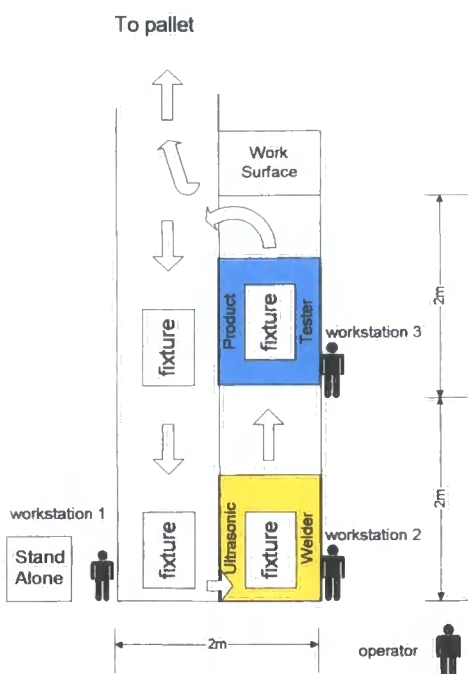 To pallet
Work
Surface
2m
Product
fixture
Tester
workstation 3
fixture
2m
workstation 1
Stand
Alone
fixture
Ultrasonic
fixture
Welder
workstation 2
2m
operator